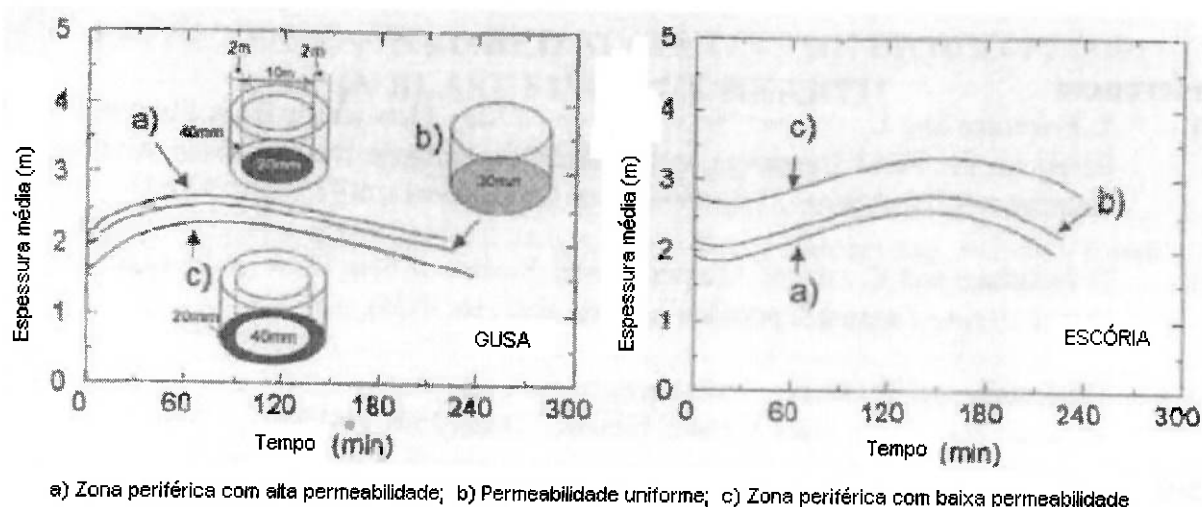 5
4
3
2
1
0
Espessura média (m)
2m
2m
10m
a)
40mm
b)
30mm
c)
20mm
40mm
GUSA
0
60
120
180
240
300
Tempo (min)
5
4
3
2
1
0
Espessura média (m)
c)
b)
a)
ESCÓRIA
0
60
120
180
240
300
Tempo (min)
a) Zona periférica com alta permeabilidade; b) Permeabilidade uniforme; c) Zona periférica com baixa permeabilidade